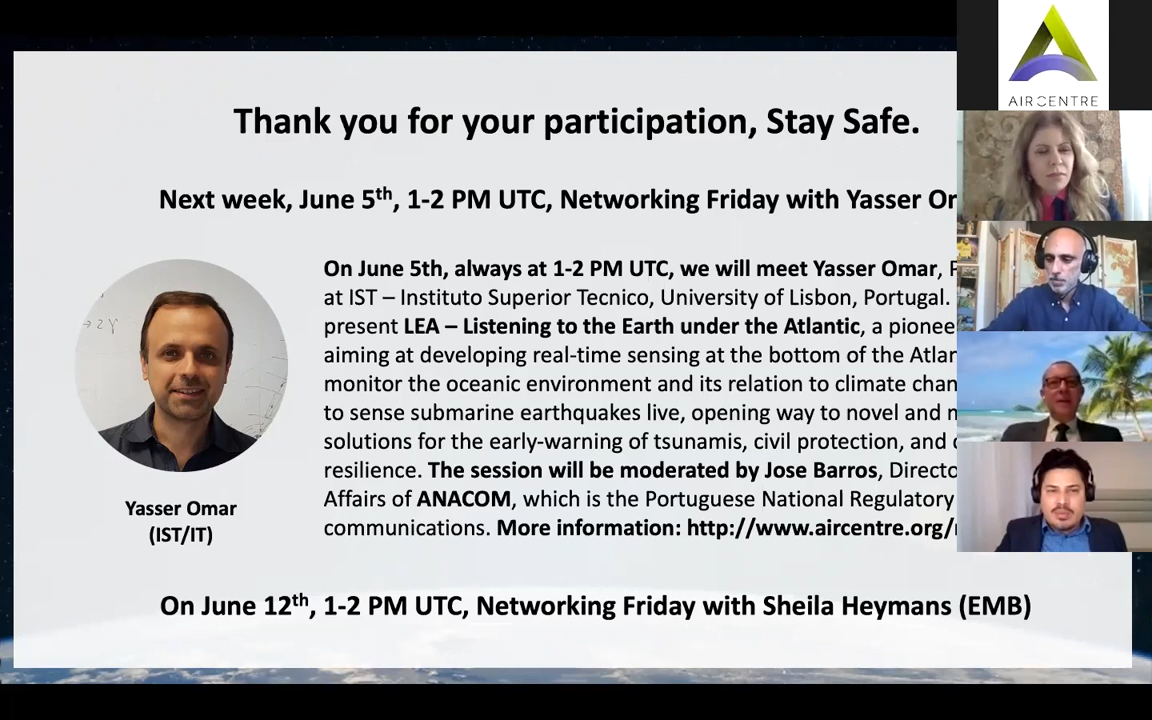 AIRCENTRE
Thank you for your participation, Stay Safe.
Next week, June 5th, 1-2 PM UTC, Networking Friday with Yasser
On June 5th, always at 1-2 PM UTC, we will meet Yasser Omar,
at IST – Instituto Superior Tecnico, University of Lisbon, Portugal.
present LEA – Listening to the Earth under the Atlantic, a
aiming at developing real-time sensing at the bottom of the
monitor the oceanic environment and its relation to climate
to sense submarine earthquakes live, opening way to novel and
solutions for the early-warning of tsunamis, civil protection, and
resilience. The session will be moderated by Jose Barros,
Affairs of ANACOM, which is the Portuguese National Regulatory
communications. More information: http://www.aircentre.org/
Yasser Omar
(IST/IT)
On June 12th, 1-2 PM UTC, Networking Friday with Sheila Heymans (EMB)